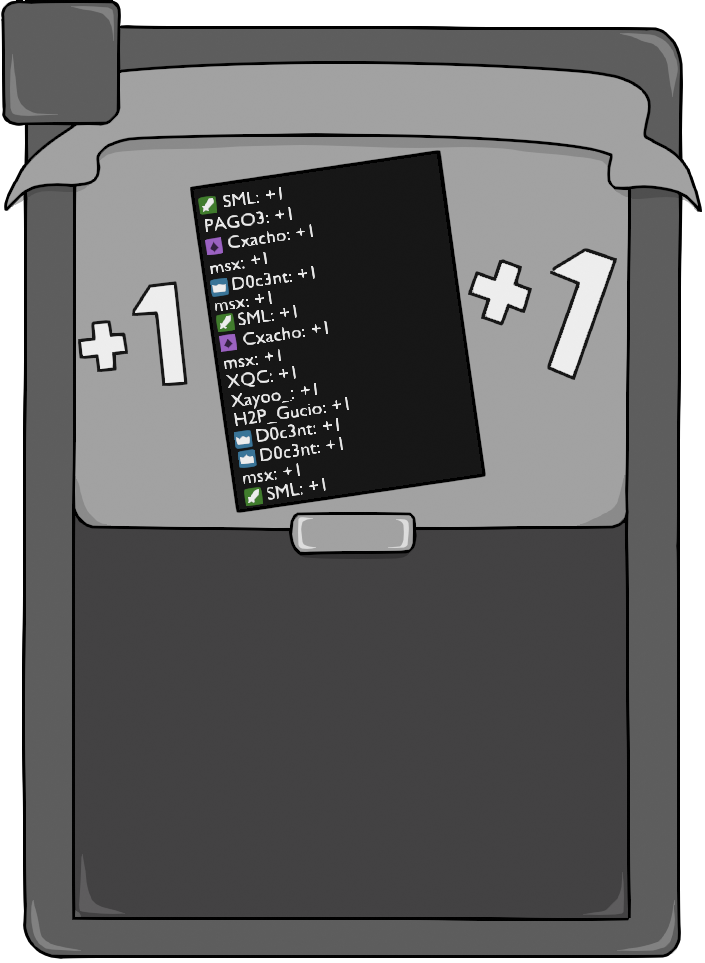 SML: +1
PAGO3: +1
Cxacho: +1
msx: +1
D0c3nt: +1
msx: +1
SML: +1
Cxacho: +1
msx: +1
XQC: +1
Xayoo_: +1
H2P_Gucio: +1
D0c3nt: +1
D0c3nt: +1
msx: +1
SML: +1
+1
+1